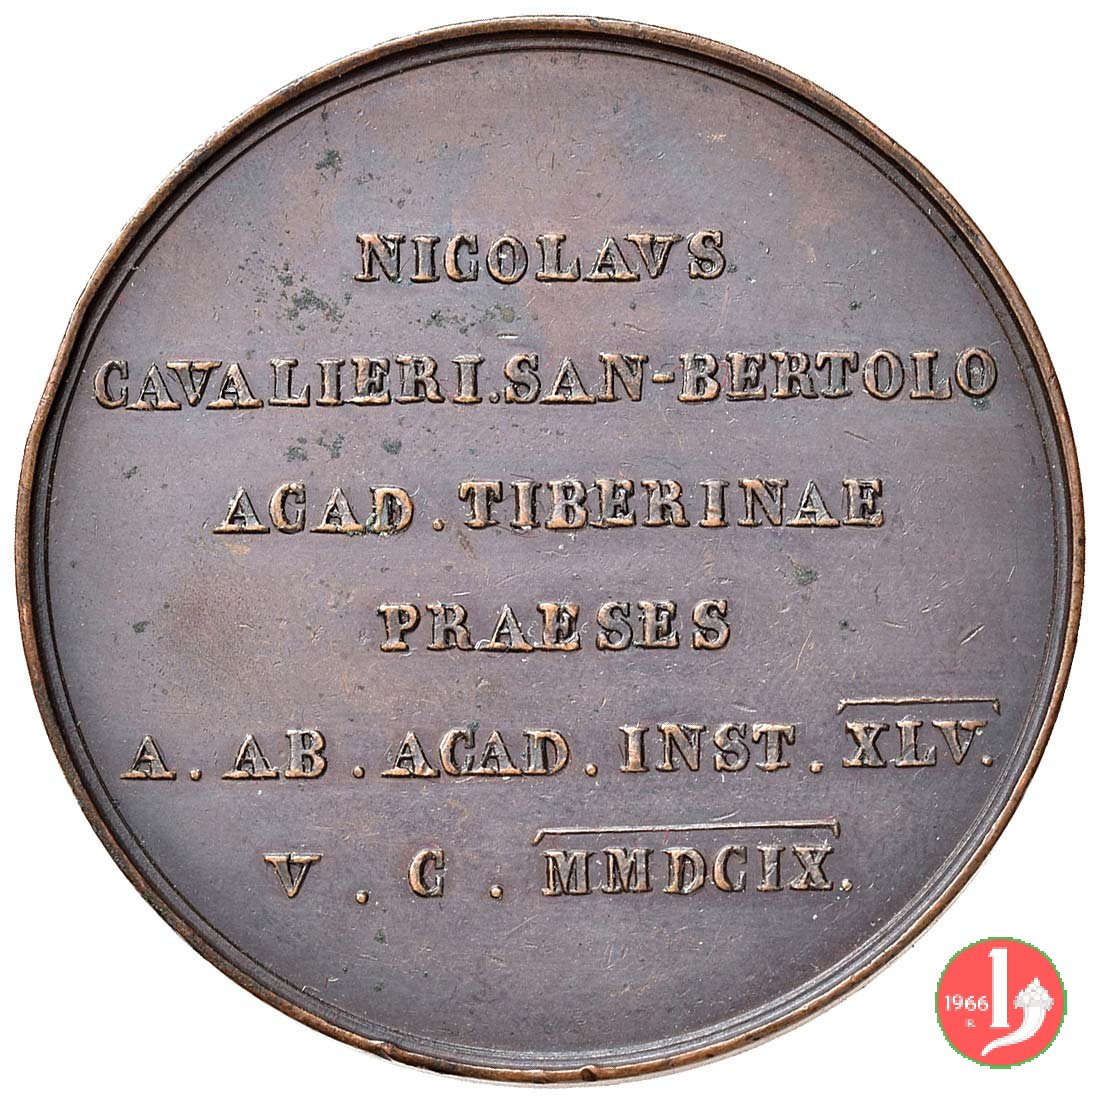 NICOLAVS
CAVALIERI.SAN-BERTOLO
ACAD . TIBERINAE
PRAESES
A . AB . ACAD . INST . XLV.
V . C . MMDCIX.
1966
R